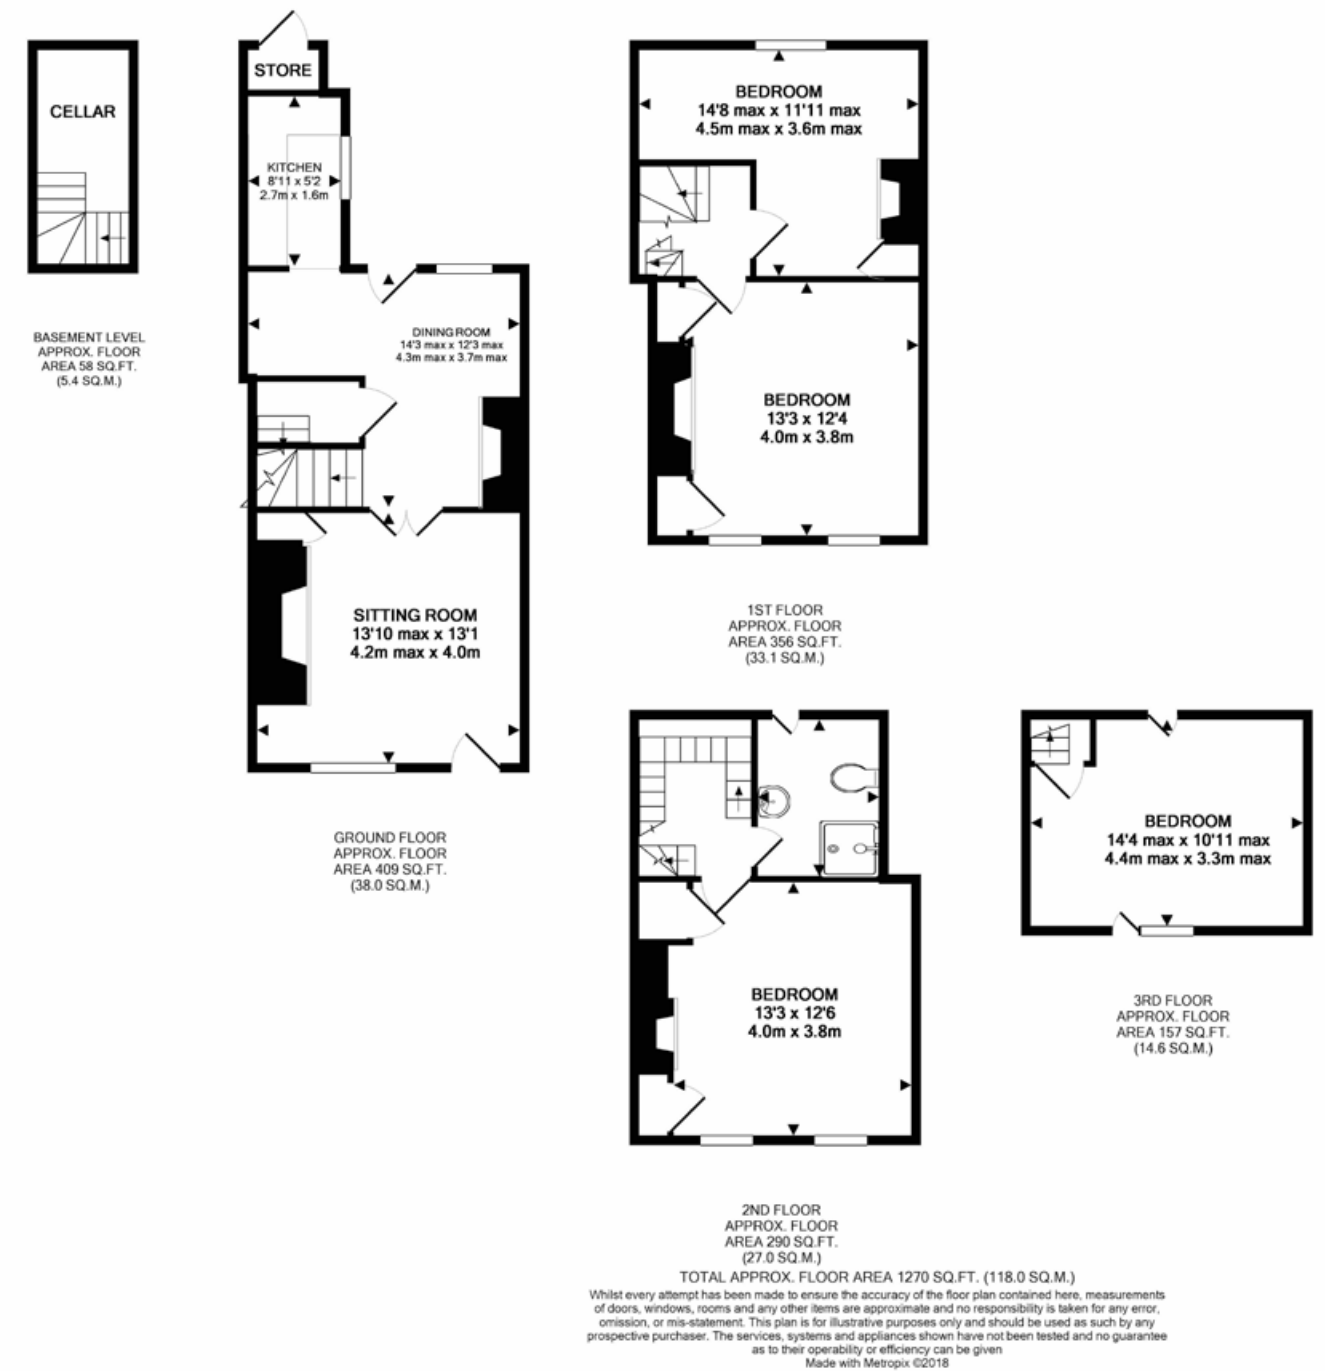 CELLAR
BASEMENT LEVEL
APPROX. FLOOR
AREA 58 SQ.FT.
(5.4 SQ.M.)
STORE
KITCHEN
8'11 x 5'2
2.7m x 1.6m
DINING ROOM
14'3 max x 12'3 max
4.3m max x 3.7m max
SITTING ROOM
13'10 max x 13'1
4.2m max x 4.0m
GROUND FLOOR
APPROX. FLOOR
AREA 409 SQ.FT.
(38.0 SQ.M.)
BEDROOM
14'8 max x 11'11 max
4.5m max x 3.6m max
BEDROOM
13'3 x 12'4
4.0m x 3.8m
1ST FLOOR
APPROX. FLOOR
AREA 356 SQ.FT.
(33.1 SQ.M.)
BEDROOM
13'3 x 12'6
4.0m x 3.8m
2ND FLOOR
APPROX. FLOOR
AREA 290 SQ.FT.
(27.0 SQ.M.)
BEDROOM
14'4 max x 10'11 max
4.4m max x 3.3m max
3RD FLOOR
APPROX. FLOOR
AREA 157 SQ.FT.
(14.6 SQ.M.)
TOTAL APPROX. FLOOR AREA 1270 SQ.FT. (118.0 SQ.M.)
Whilst every attempt has been made to ensure the accuracy of the floor plan contained here, measurements
of doors, windows, rooms and any other items are approximate and no responsibility is taken for any error,
omission, or mis-statement. This plan is for illustrative purposes only and should be used as such by any
prospective purchaser. The services, systems and appliances shown have not been tested and no guarantee
as to their operability or efficiency can be given
Made with Metropix ©2018